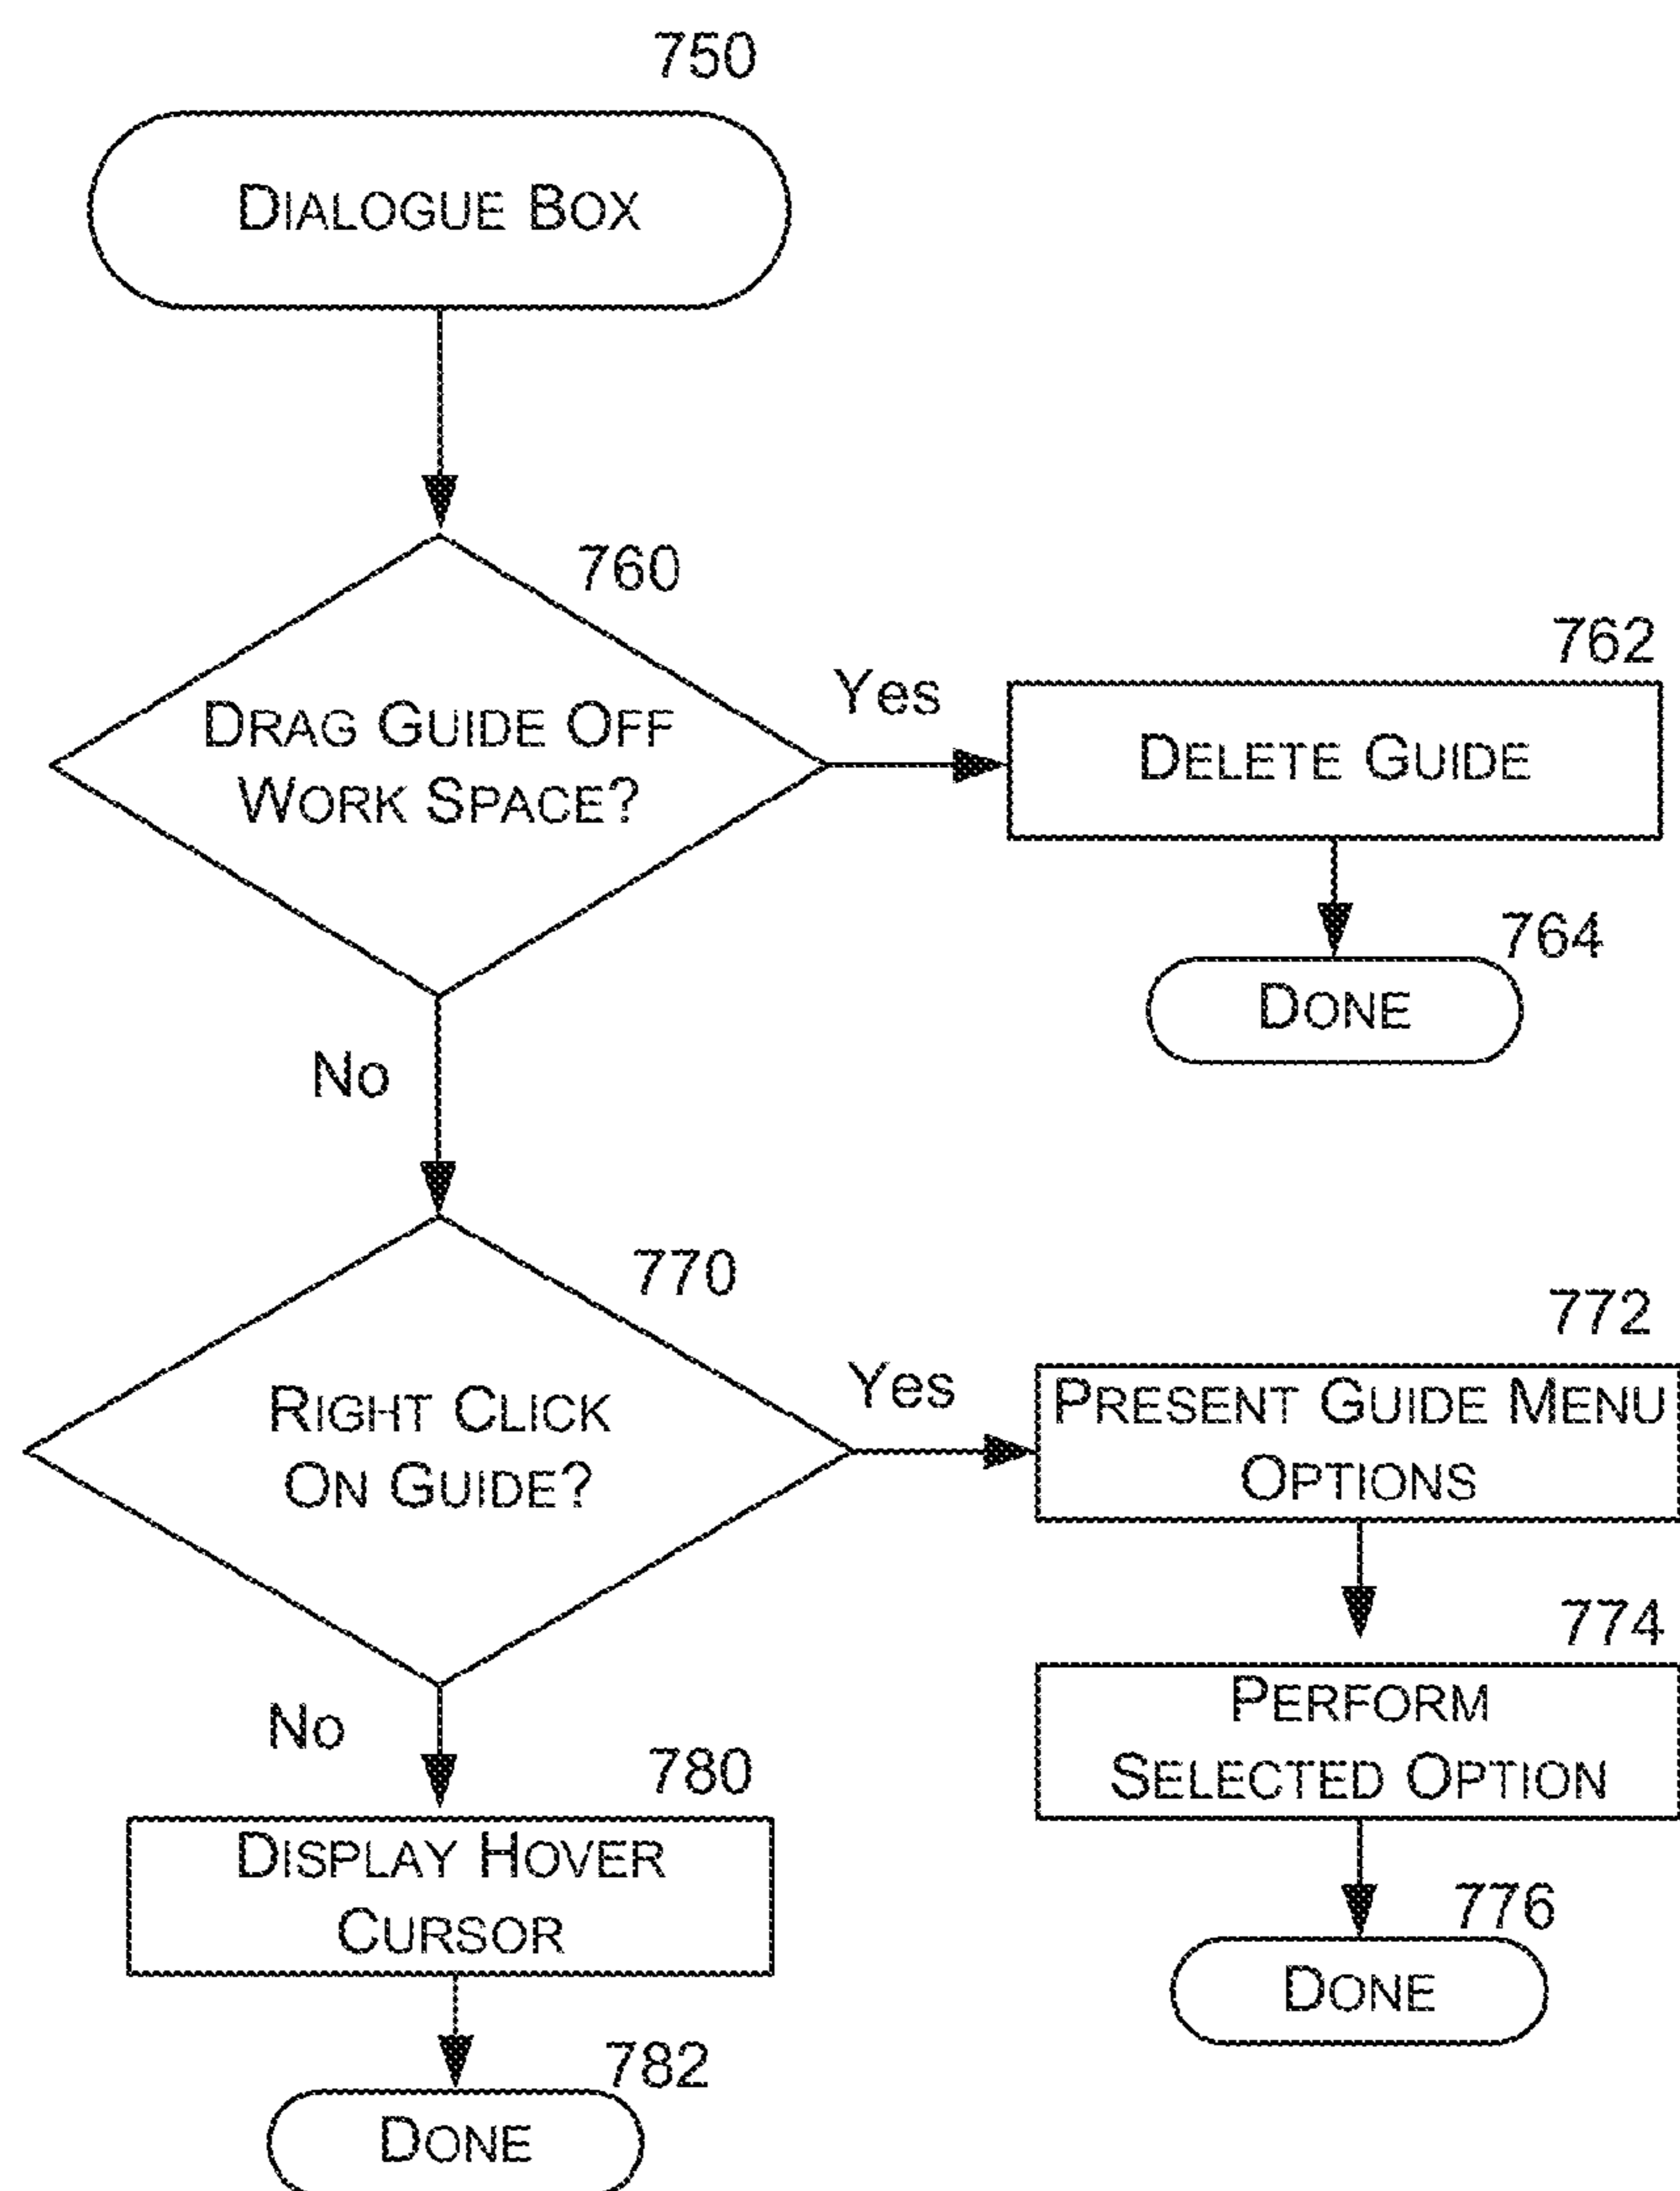 750
DIALOGUE BOX
760
DRAG GUIDE OFF
WORK SPACE?
Yes
762
DELETE GUIDE
764
DONE
No
770
RIGHT CLICK
ON GUIDE?
Yes
772
PRESENT GUIDE MENU
OPTIONS
774
PERFORM
SELECTED OPTION
776
DONE
No
780
DISPLAY HOVER
CURSOR
782
DONE